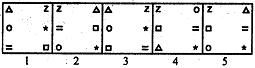 △ Z Z △ △ Z Z O Z △
O ★ = □ O = □ = □ =
= □ O ★ □ ★ △ ★ O ★
1 2 3 4 5